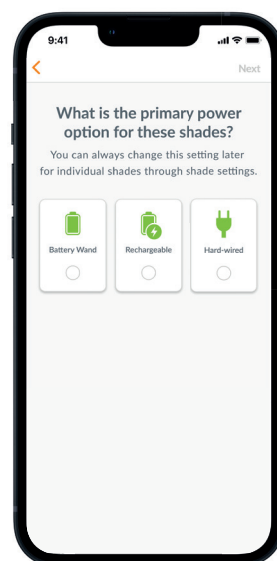 9:41
Next
What is the primary power
option for these shades?
You can always change this setting later
for individual shades through shade settings.
Battery Wand
Rechargeable
Hard-wired